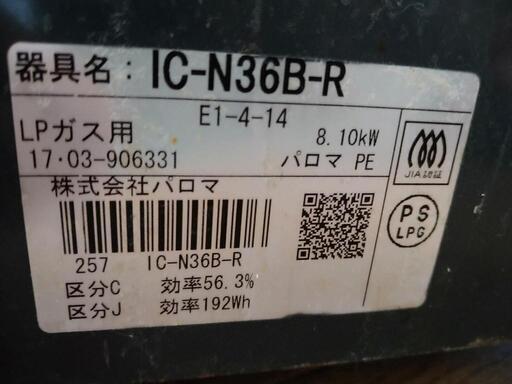 器具名：IC-N36B-R
E1-4-14
LPガス用 8.10kW
17·03-906331 パロマ PE
JIA認証
株式会社パロマ
PS
LPG
257 IC-N36B-R
区分C 効率56.3%
区分J 効率192Wh